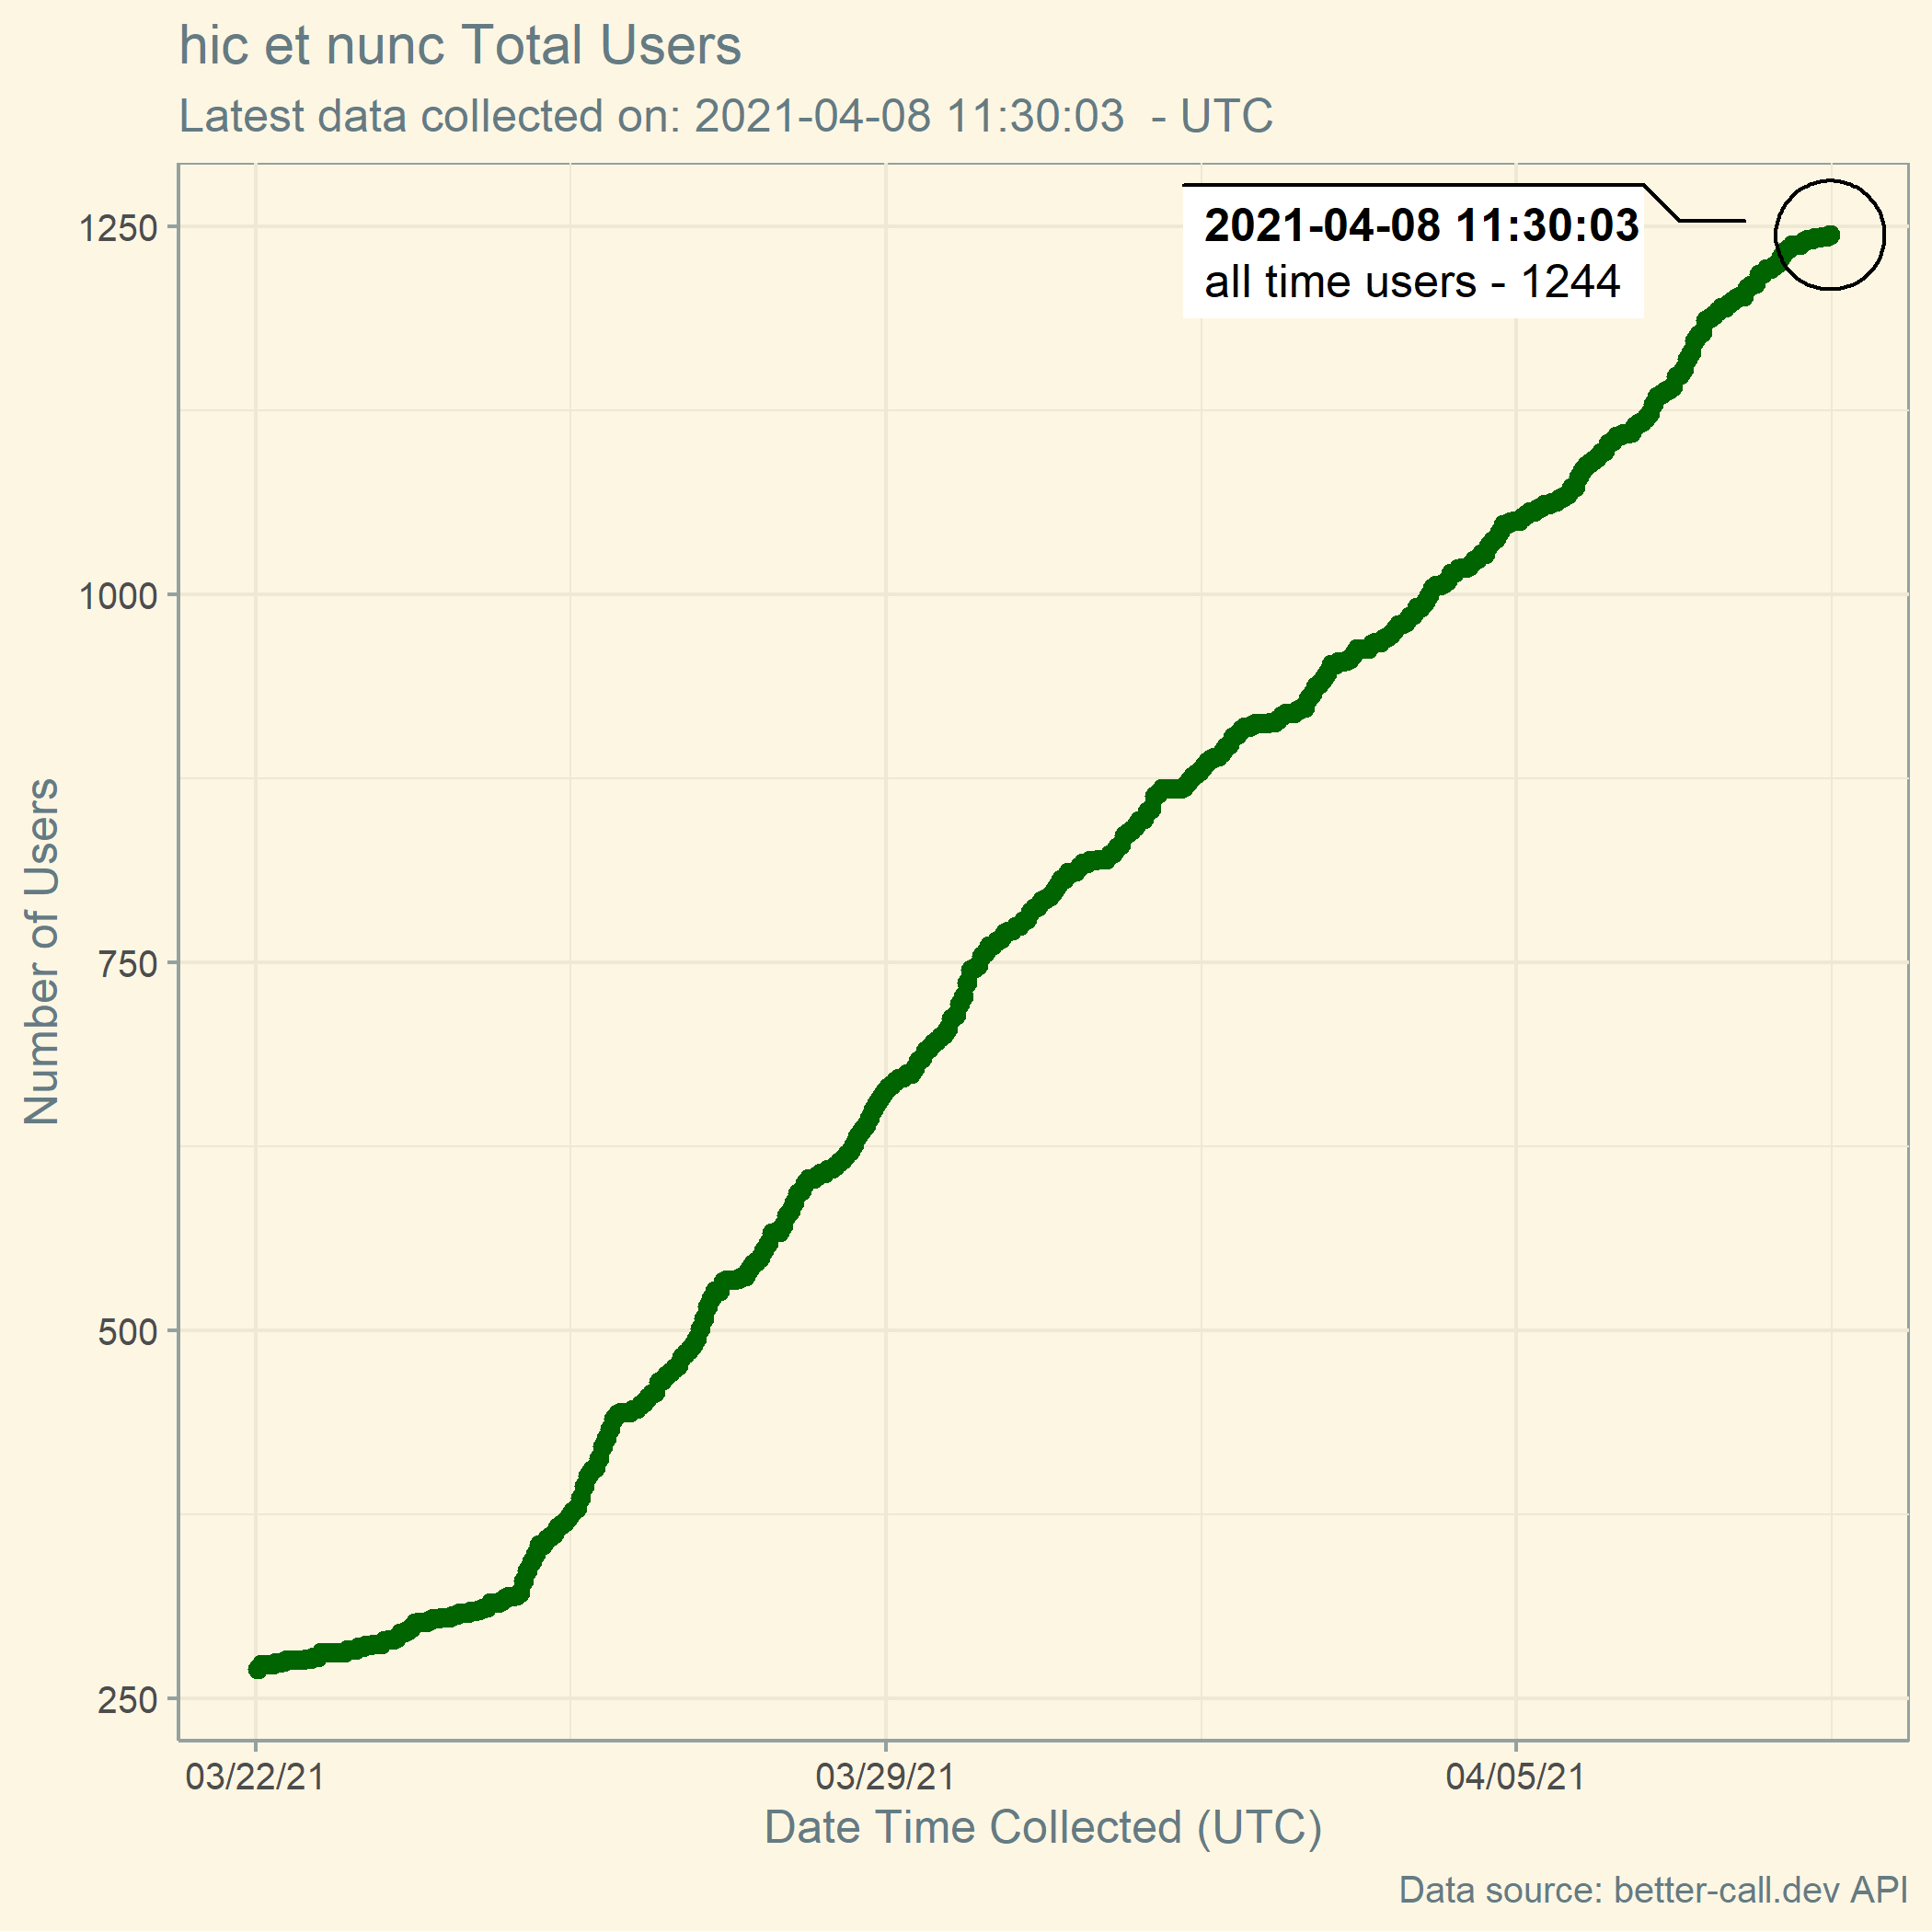 hic et nunc Total Users
Latest data collected on: 2021-04-08 11:30:03  - UTC
1250
2021-04-08 11:30:03
all time users - 1244
1000
Number of Users
750
500
250
03/22/21
03/29/21
04/05/21
Date Time Collected (UTC)
Data source: better-call.dev API